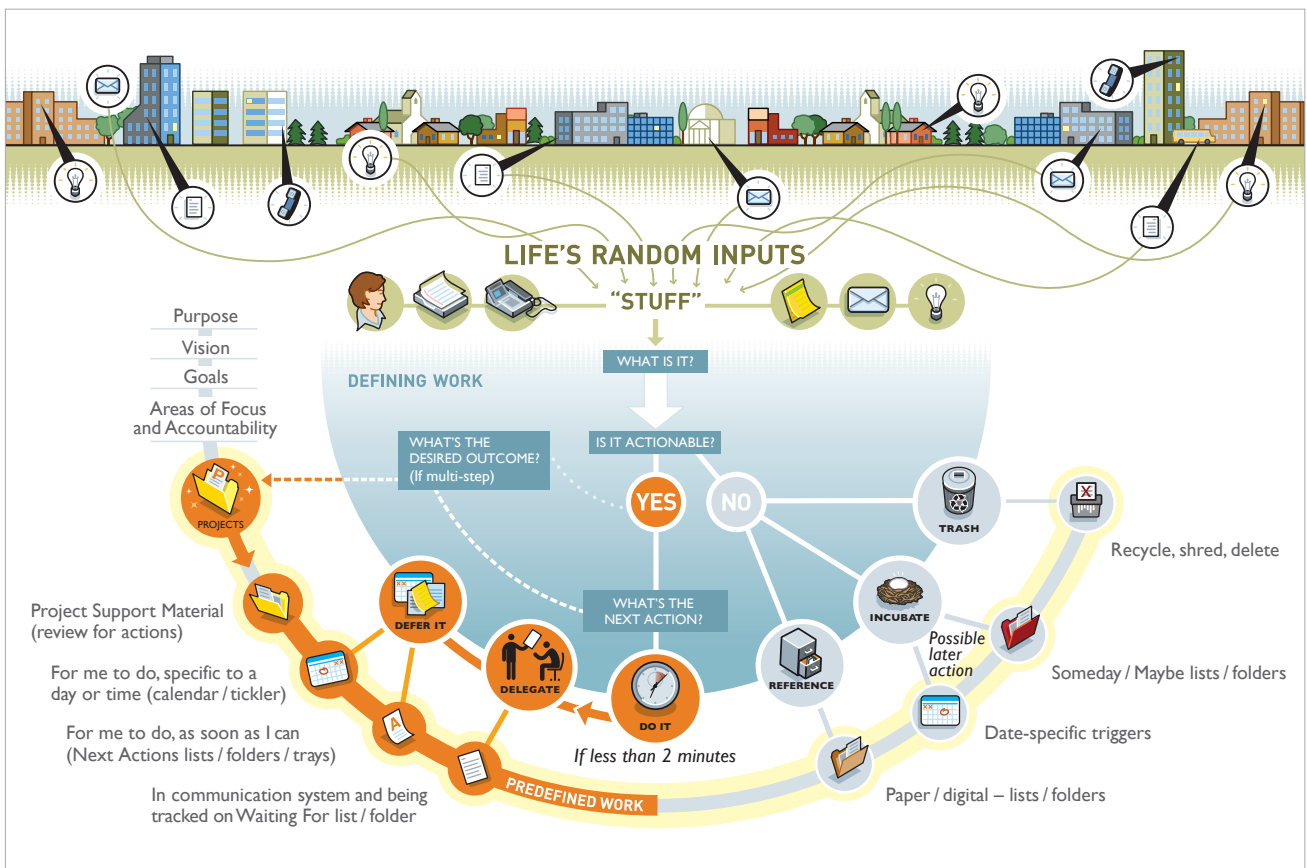 LIFE'S RANDOM INPUTS
"STUFF"
Purpose
Vision
Goals
Areas of Focus
and Accountability
WHAT IS IT?
DEFINING WORK
IS IT ACTIONABLE?
WHAT'S THE
DESIRED OUTCOME?
(If multi-step)
YES
NO
P
PROJECTS
TRASH
Recycle, shred, delete
Project Support Material
(review for actions)
DEFER IT
WHAT'S THE
NEXT ACTION?
INCUBATE
Possible
later
action
Someday / Maybe lists / folders
For me to do, specific to a
day or time (calendar / tickler)
DELEGATE
DO IT
REFERENCE
Date-specific triggers
A
For me to do, as soon as I can
(Next Actions lists / folders / trays)
If less than 2 minutes
PREDEFINED WORK
Paper / digital – lists / folders
In communication system and being
tracked on Waiting For list / folder